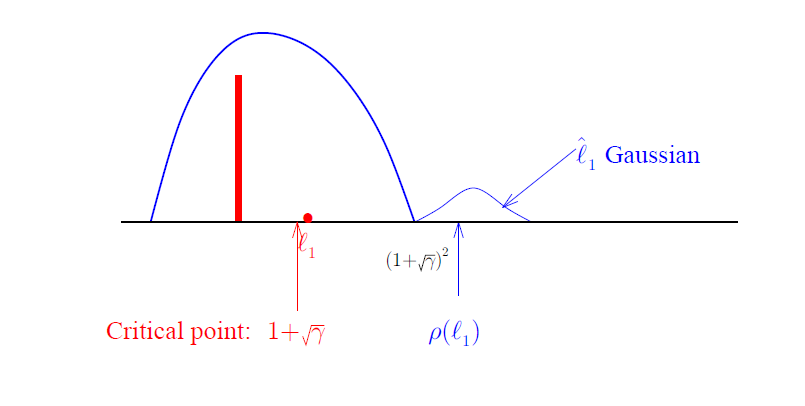 ℓ̂₁ Gaussian
ℓ₁
(1+√γ)²
Critical point: 1+√γ
ρ(ℓ₁)